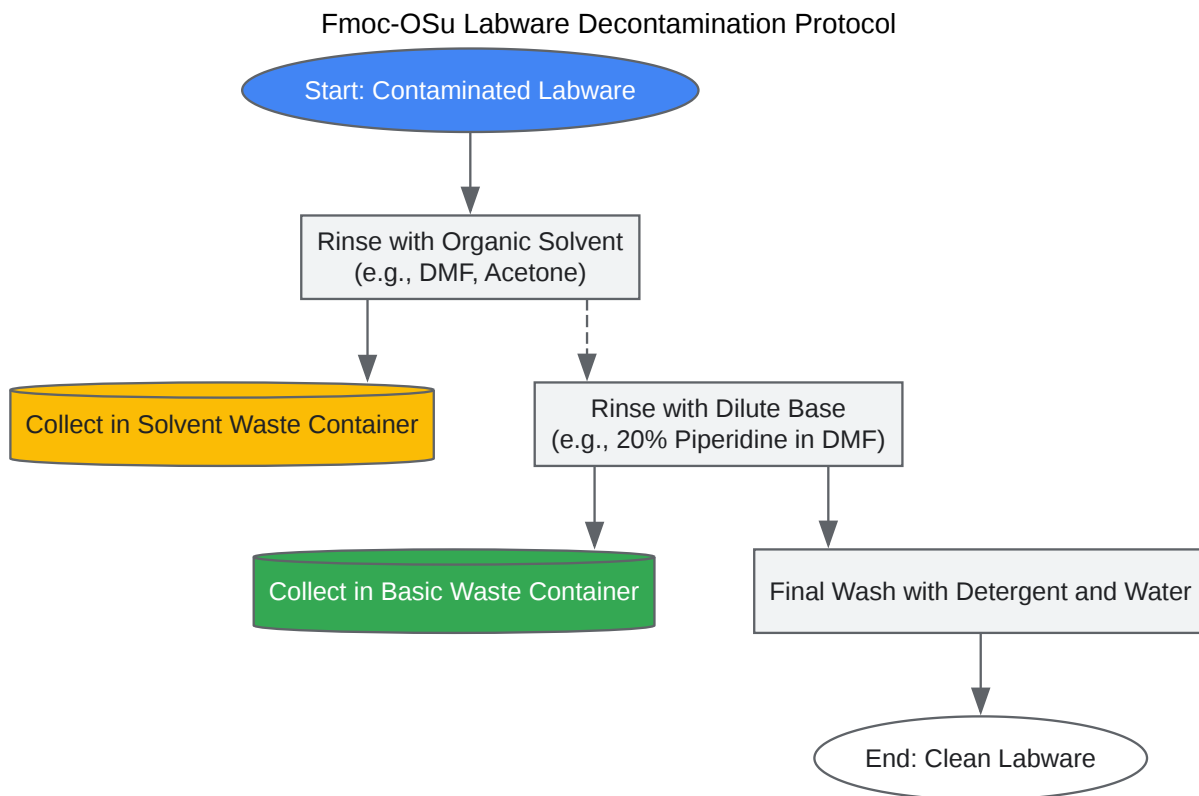 Fmoc-OSu Labware Decontamination Protocol
Start: Contaminated Labware
Rinse with Organic Solvent
(e.g., DMF, Acetone)
Collect in Solvent Waste Container
Rinse with Dilute Base
(e.g., 20% Piperidine in DMF)
Collect in Basic Waste Container
Final Wash with Detergent and Water
End: Clean Labware